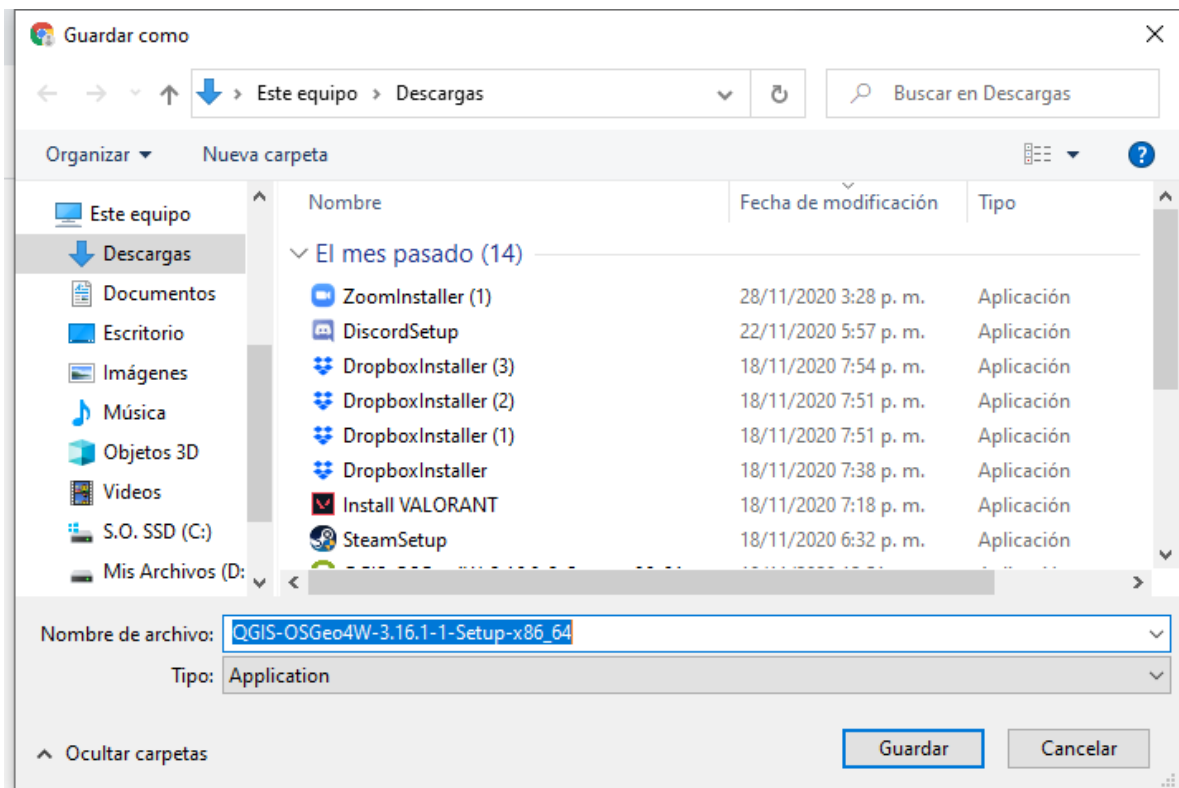 Guardar como
Este equipo > Descargas
Buscar en Descargas
Organizar
Nueva carpeta
Este equipo
Descargas
Documentos
Escritorio
Imágenes
Música
Objetos 3D
Videos
S.O. SSD (C:)
Mis Archivos (D:
Nombre Fecha de modificación Tipo
El mes pasado (14)
ZoomInstaller (1) 28/11/2020 3:28 p. m. Aplicación
DiscordSetup 22/11/2020 5:57 p. m. Aplicación
DropboxInstaller (3) 18/11/2020 7:54 p. m. Aplicación
DropboxInstaller (2) 18/11/2020 7:51 p. m. Aplicación
DropboxInstaller (1) 18/11/2020 7:51 p. m. Aplicación
DropboxInstaller 18/11/2020 7:38 p. m. Aplicación
Install VALORANT 18/11/2020 7:18 p. m. Aplicación
SteamSetup 18/11/2020 6:32 p. m. Aplicación
Nombre de archivo: QGIS-OSGeo4W-3.16.1-1-Setup-x86_64
Tipo: Application
Ocultar carpetas
Guardar
Cancelar